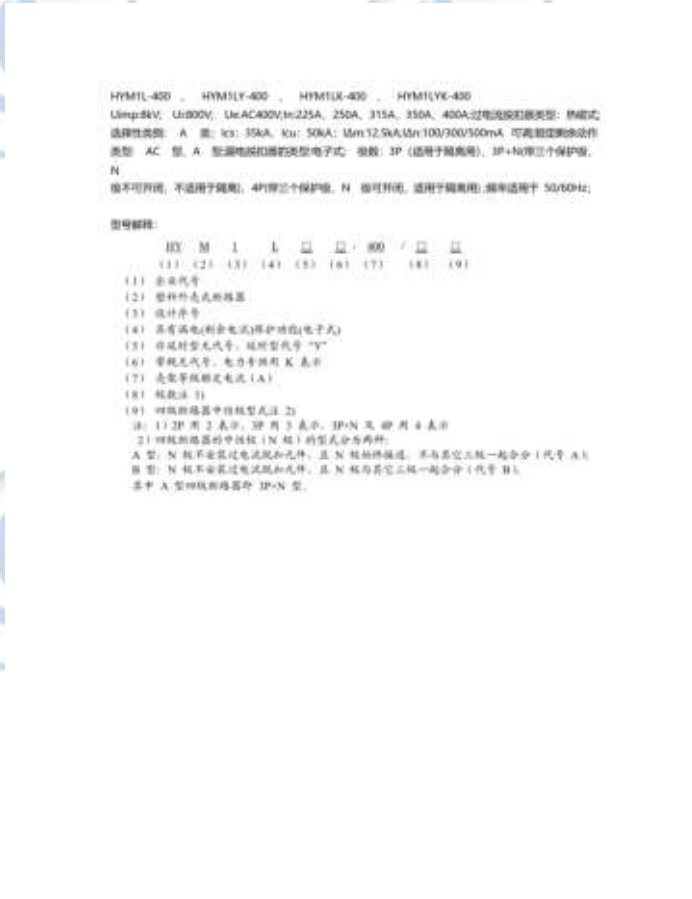 HYM1L-400 、 HYM1LY-400 、 HYM1LK-400 、 HYM1LYK-400
Uimp:8kV; Ui:800V; Ue:AC400V;In:225A、250A、315A、350A、400A;过电流脱扣器类型：热磁式;
选择性类别： A 类; Ics：35kA，Icu：50kA；IΔm:12.5kA;IΔn:100/300/500mA 可调;额定剩余动作
类型： AC 型、A 型;漏电脱扣器的类型:电子式; 极数：3P（适用于隔离用）、3P+N(带三个保护极、
N
极不可开闭，不适用于隔离)、4P(带三个保护极，N 极可开闭，适用于隔离用);频率适用于 50/60Hz;
型号解释:
HY M 1 L □ □ - 400 / □ □
（1）（2）（3）（4）（5）（6）（7）（8）（9）
（1） 企业代号
（2） 塑料外壳式断路器
（3） 设计序号
（4） 具有漏电(剩余电流)保护功能(电子式)
（5） 非延时型无代号，延时型代号 "Y"
（6） 常规无代号，电力专用用 K 表示
（7） 壳架等级额定电流（A）
（8） 极数注 1)
（9） 四极断路器中性极型式注 2)
注: 1) 2P 用 2 表示，3P 用 3 表示，3P+N 及 4P 用 4 表示
2) 四极断路器的中性极（N 极）的型式分为两种:
A 型: N 极不安装过电流脱扣元件，且 N 极始终接通，不与其它三极一起合分（代号 A）;
B 型: N 极不安装过电流脱扣元件，且 N 极与其它三极一起合分（代号 B）。
其中 A 型四极断路器即 3P+N 型。